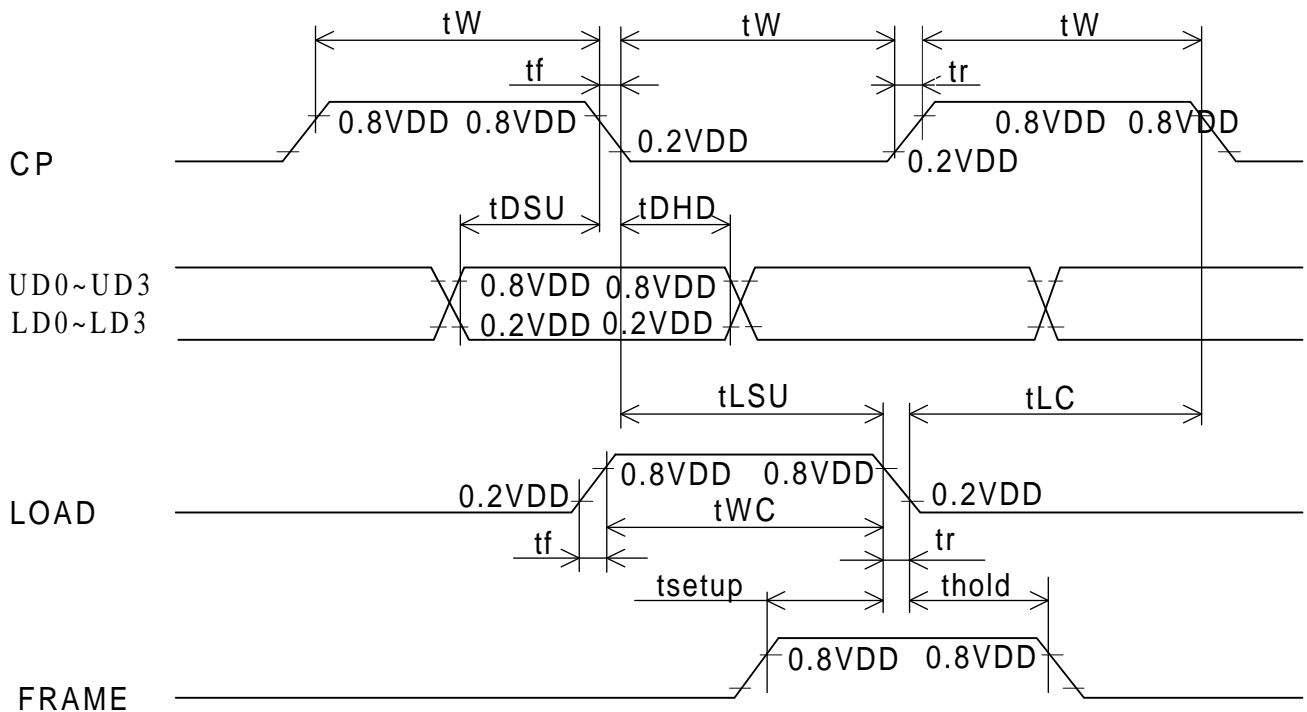 tW tW tW
tf tr
0.8VDD 0.8VDD 0.8VDD 0.8VDD
CP 0.2VDD 0.2VDD
tDSU tDHD
UD0~UD3 0.8VDD 0.8VDD
LD0~LD3 0.2VDD 0.2VDD
tLSU tLC
0.8VDD 0.8VDD
LOAD 0.2VDD 0.2VDD
tWC
tf tr
tsetup thold
0.8VDD 0.8VDD
FRAME